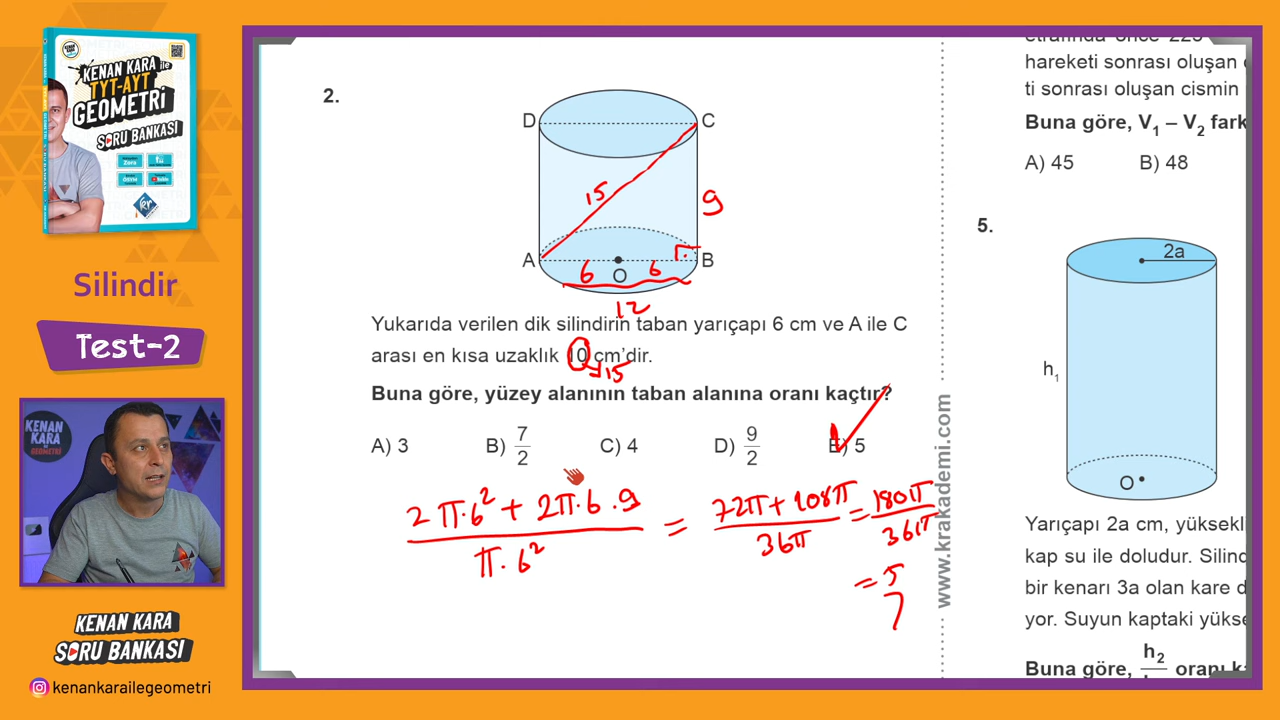 KENAN KARA ile
TYT-AYT
GEOMETRİ
SORU BANKASI
Silindir
Test-2
KENAN KARA
KENAN KARA
SORU BANKASI
kenankarailegeometri
2.
D
C
15
9
A
B
6
O
6
12
Yukarıda verilen dik silindirin taban yarıçapı 6 cm ve A ile C
arası en kısa uzaklık 10 cm'dir.
15
Buna göre, yüzey alanının taban alanına oranı kaçtır?
A) 3 B) 7/2 C) 4 D) 9/2 E) 5
2π·6² + 2π·6·9 / π·6² = 72π+108π / 36π = 180π / 36π
= 5
www.krakademi.com
hareketi sonrası oluşan
ti sonrası oluşan cismin
Buna göre, V₁ – V₂ fark
A) 45 B) 48
5.
2a
h₁
O
Yarıçapı 2a cm, yüksekl
kap su ile doludur. Silind
bir kenarı 3a olan kare d
yor. Suyun kaptaki yükse
Buna göre, h₂ oranı ka